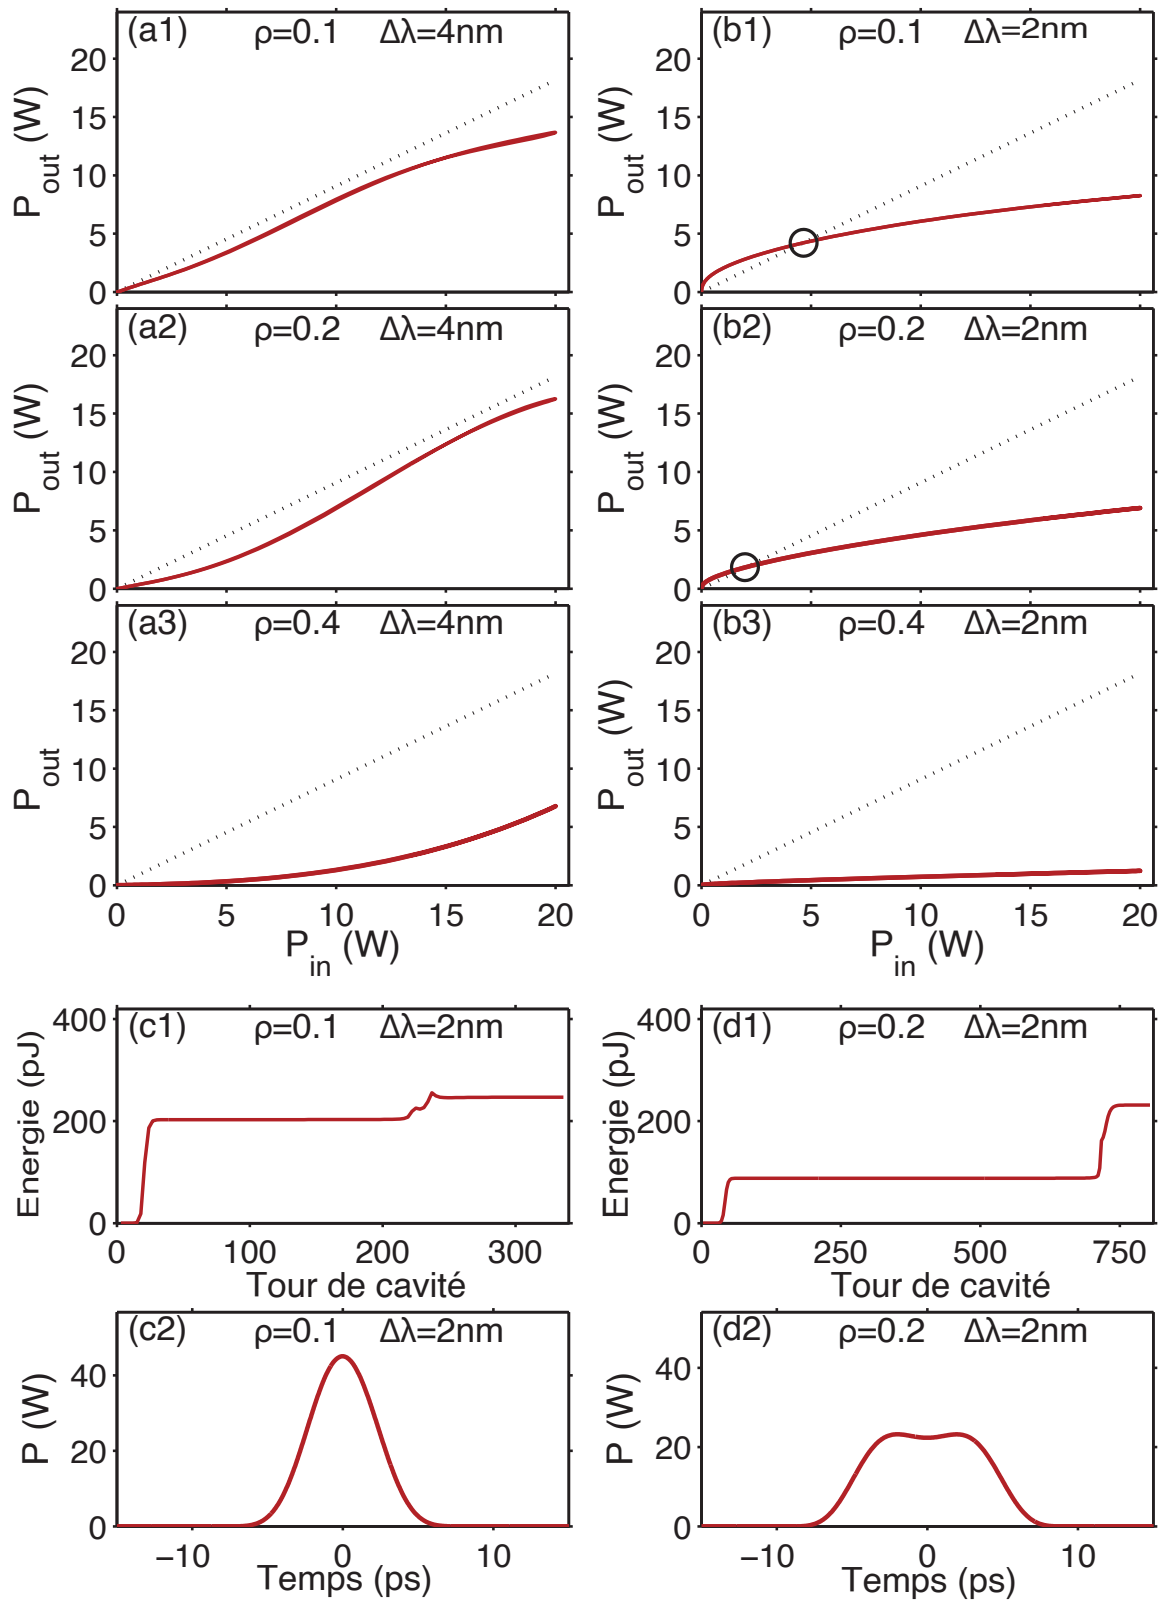 (a1) ρ=0.1 Δλ=4nm
20
15
10
5
0
P_out (W)
(b1) ρ=0.1 Δλ=2nm
20
15
10
5
0
P_out (W)
(a2) ρ=0.2 Δλ=4nm
20
15
10
5
0
P_out (W)
(b2) ρ=0.2 Δλ=2nm
20
15
10
5
0
P_out (W)
(a3) ρ=0.4 Δλ=4nm
20
15
10
5
0
P_out (W)
0 5 10 15 20
P_in (W)
(b3) ρ=0.4 Δλ=2nm
20
15
10
5
0
P_out (W)
0 5 10 15 20
P_in (W)
(c1) ρ=0.1 Δλ=2nm
400
200
0
Energie (pJ)
0 100 200 300
Tour de cavité
(d1) ρ=0.2 Δλ=2nm
400
200
0
Energie (pJ)
0 250 500 750
Tour de cavité
(c2) ρ=0.1 Δλ=2nm
40
20
0
P (W)
−10 0 10
Temps (ps)
(d2) ρ=0.2 Δλ=2nm
40
20
0
P (W)
−10 0 10
Temps (ps)